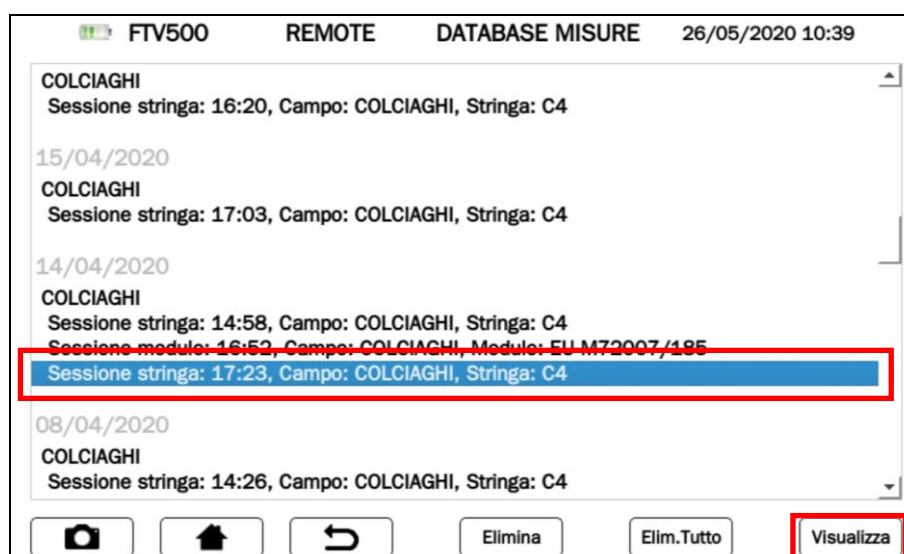 FTV500 REMOTE DATABASE MISURE 26/05/2020 10:39
COLCIAGHI
Sessione stringa: 16:20, Campo: COLCIAGHI, Stringa: C4
15/04/2020
COLCIAGHI
Sessione stringa: 17:03, Campo: COLCIAGHI, Stringa: C4
14/04/2020
COLCIAGHI
Sessione stringa: 14:58, Campo: COLCIAGHI, Stringa: C4
Sessione modulo: 16:52, Campo: COLCIAGHI, Modulo: EU M72007/185
Sessione stringa: 17:23, Campo: COLCIAGHI, Stringa: C4
08/04/2020
COLCIAGHI
Sessione stringa: 14:26, Campo: COLCIAGHI, Stringa: C4
Elimina Elim.Tutto Visualizza